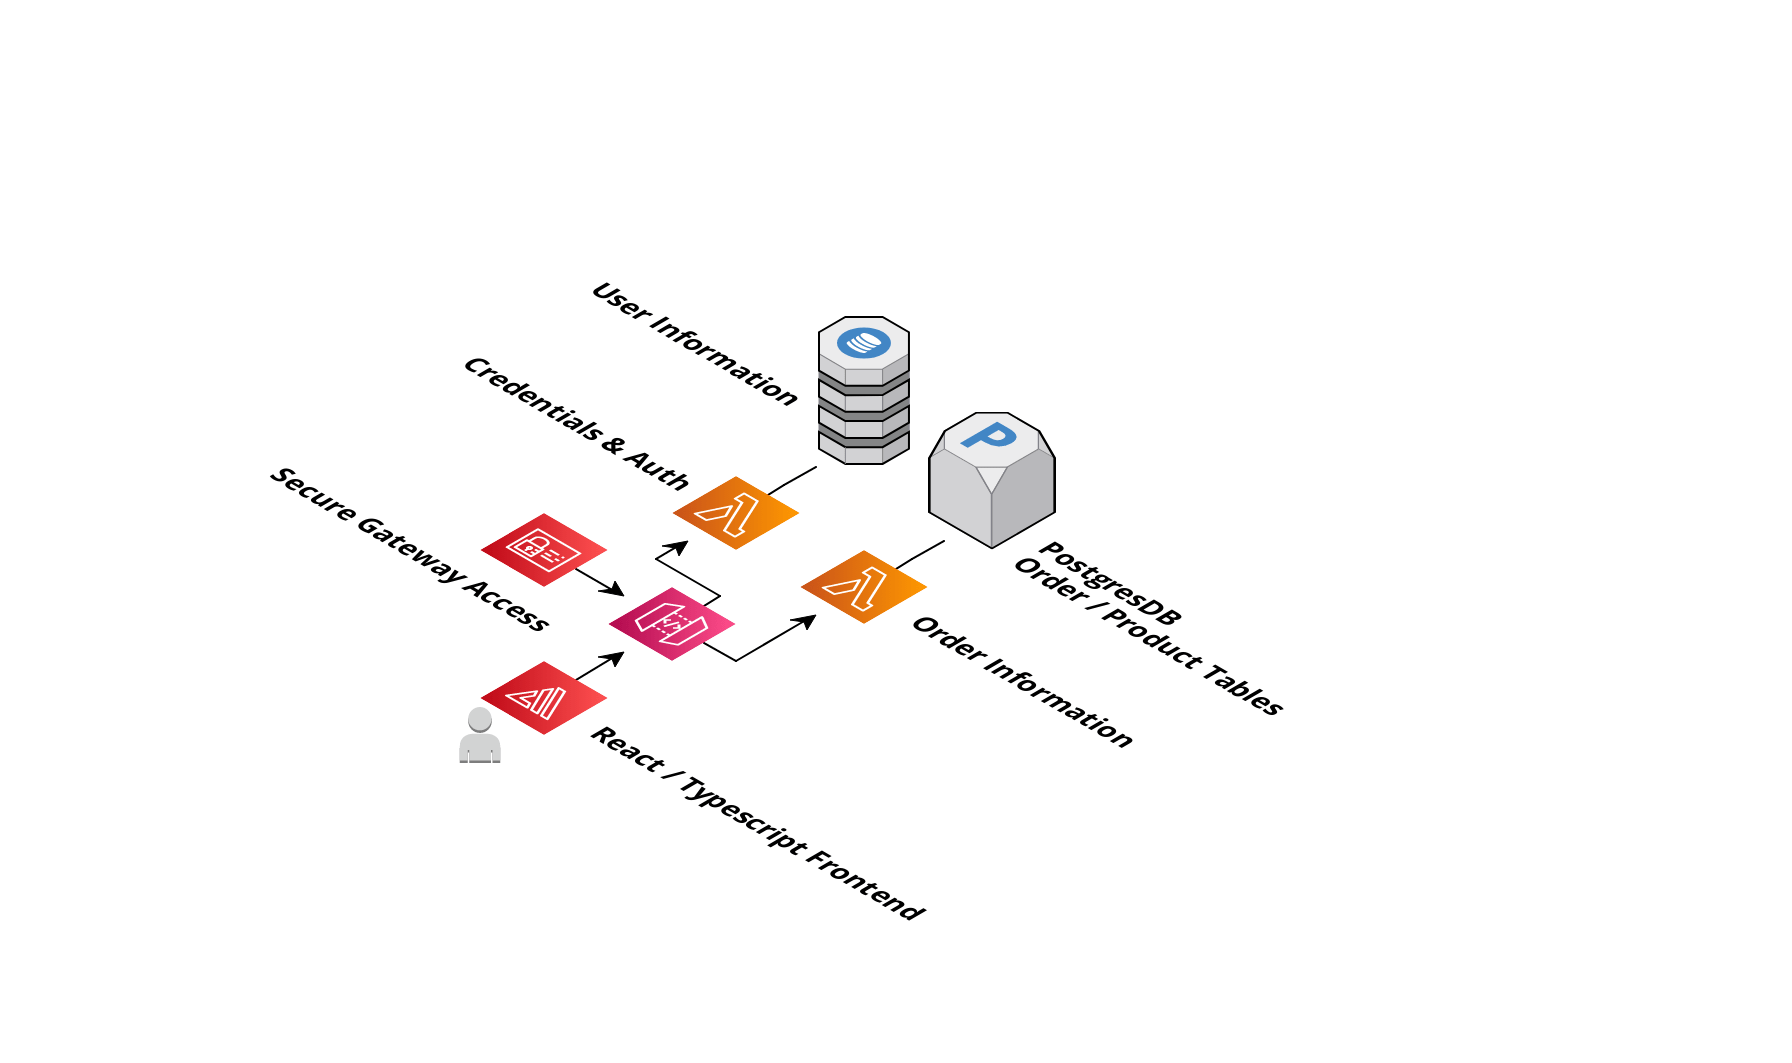 User Information
Credentials & Auth
Secure Gateway Access
P
</>
PostgresDB
Order / Product Tables
Order Information
React / Typescript Frontend